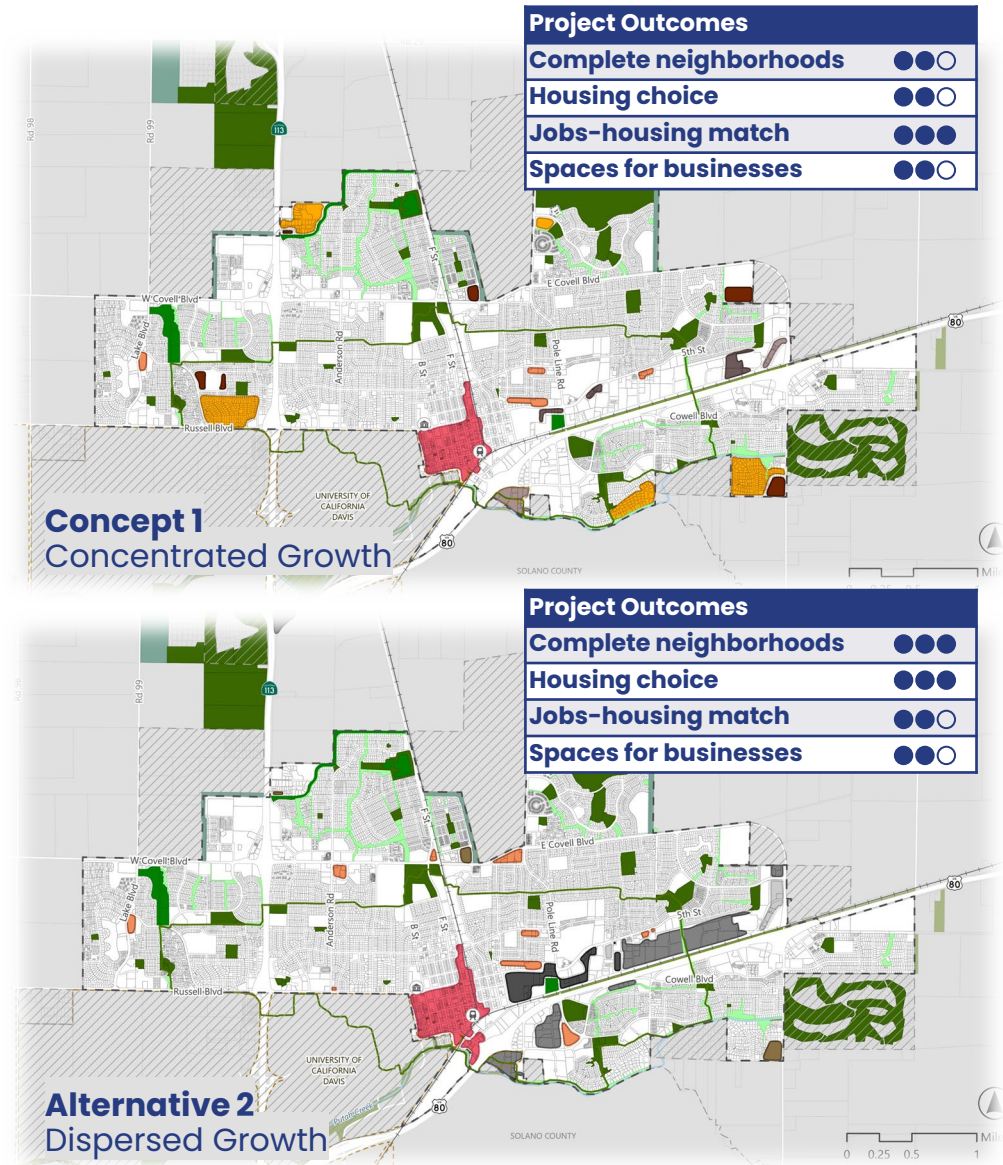 Project Outcomes
Complete neighborhoods
Housing choice
Jobs-housing match
Spaces for businesses
Rd 98
Rd 99
113
F St
E Covell Blvd
W Covell Blvd
80
Lake Blvd
Anderson Rd
B St
F St
Pole Line Rd
5th St
Cowell Blvd
Russell Blvd
UNIVERSITY OF
CALIFORNIA
DAVIS
80
Concept 1
Concentrated Growth
SOLANO COUNTY
Project Outcomes
Complete neighborhoods
Housing choice
Jobs-housing match
Spaces for businesses
Rd 99
113
F St
E Covell Blvd
W Covell Blvd
80
Lake Blvd
Anderson Rd
B St
F St
Pole Line Rd
5th St
Cowell Blvd
Russell Blvd
UNIVERSITY OF
CALIFORNIA
DAVIS
80
Alternative 2
Dispersed Growth
SOLANO COUNTY
0 0.25 0.5 1